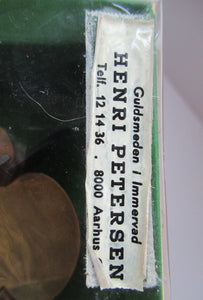 Guldsmeden i Immervad
HENRI PETERSEN
Telf. 12 14 36 . 8000 Aarhus